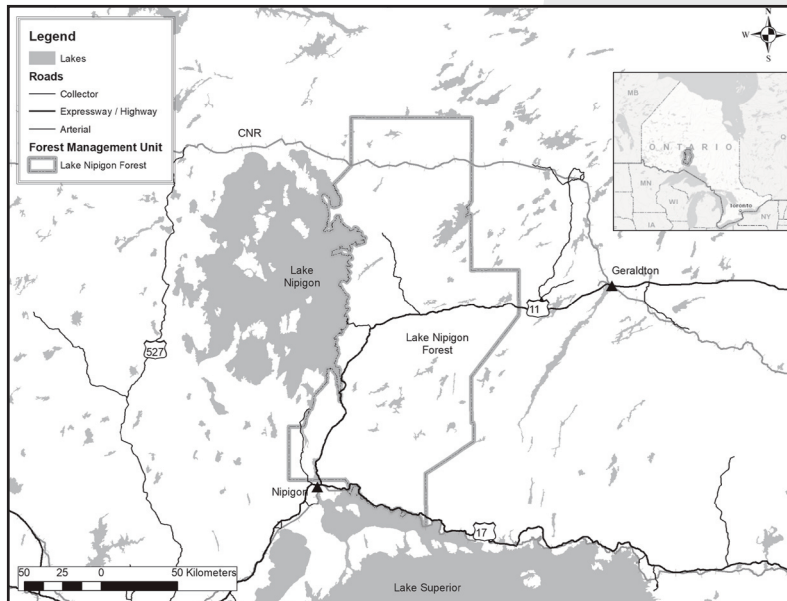 Legend
Lakes
Roads
Collector
Expressway / Highway
Arterial
Forest Management Unit
Lake Nipigon Forest
N
W
E
S
CNR
MB
ONTARIO
MN
WI
IA
NY
Toronto
Lake
Nipigon
Geraldton
11
527
Lake Nipigon
Forest
Nipigon
17
50 25 0 50 Kilometers
Lake Superior